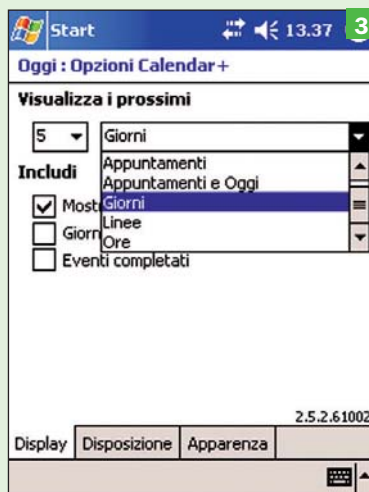 Start 13.37 3
Oggi : Opzioni Calendar+
Visualizza i prossimi
5 Giorni
Appuntamenti
Includi
Appuntamenti e Oggi
Giorni
Linee
Ore
Eventi completati
2.5.2.61002
Display Disposizione Apparenza